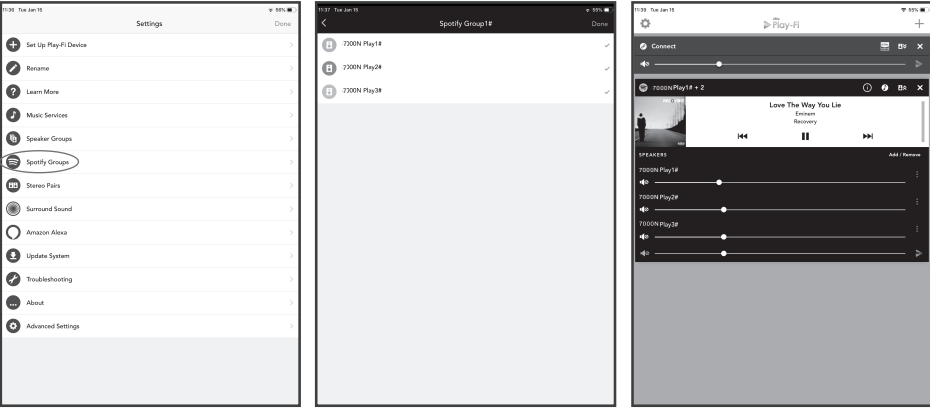 11:36 Tue Jan 15
56%
Settings
Done
Set Up Play-Fi Device
Rename
Learn More
Music Services
Speaker Groups
Spotify Groups
Stereo Pairs
Surround Sound
Amazon Alexa
Update System
Troubleshooting
About
Advanced Settings
11:37 Tue Jan 15
56%
Spotify Group1#
Done
7000N Play1#
7000N Play2#
7000N Play3#
11:39 Tue Jan 15
55%
Play-Fi
Connect
7000N Play1# + 2
Love The Way You Lie
Eminem
Recovery
SPEAKERS
Add / Remove
7000N Play1#
7000N Play2#
7000N Play3#